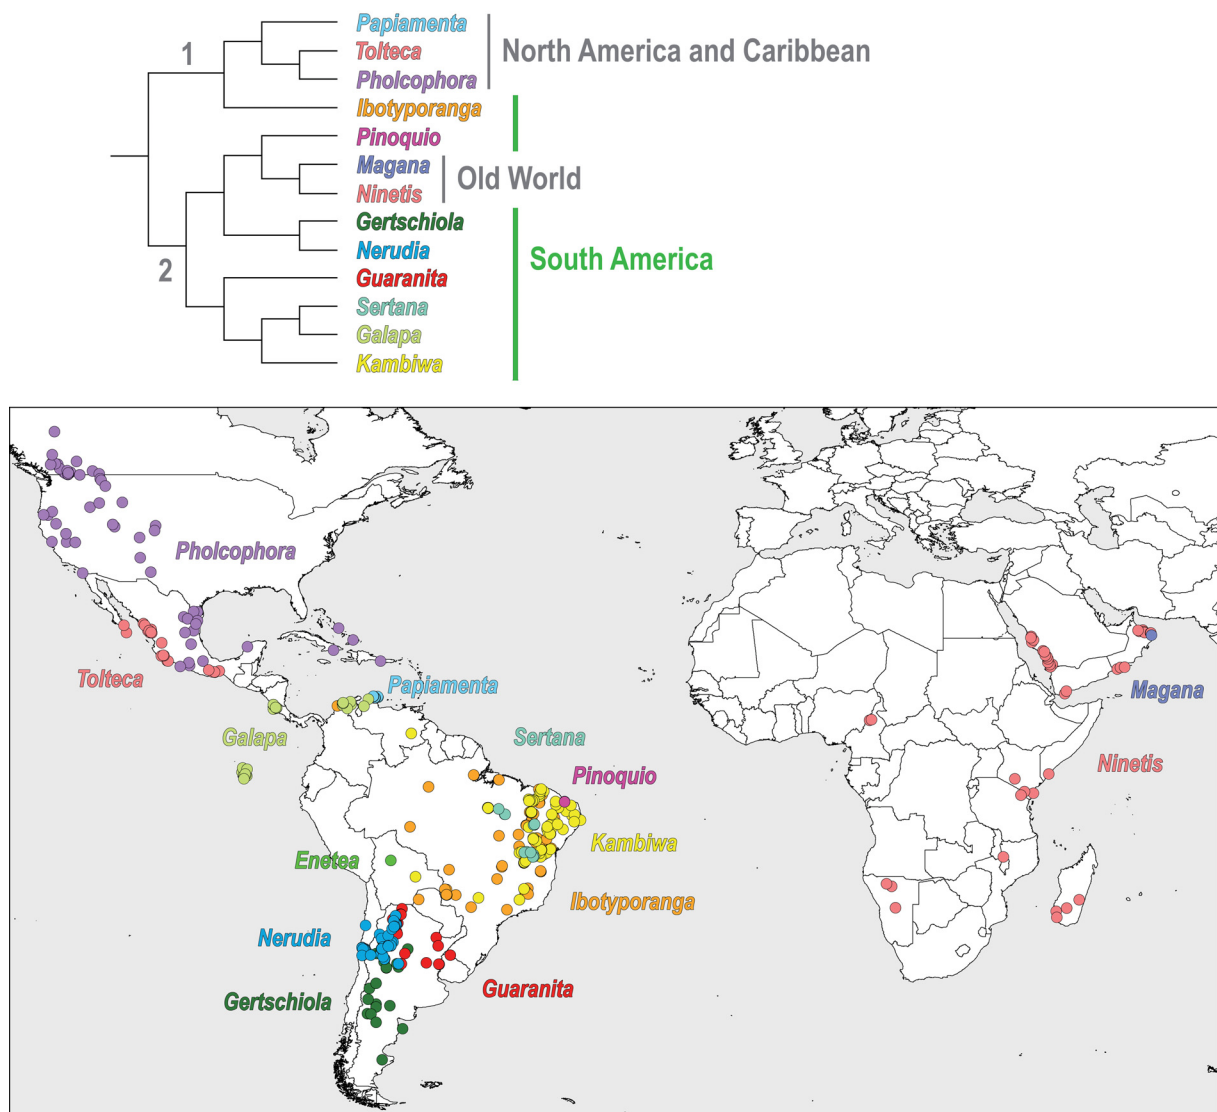 Papiamenta
1
Tolteca
North America and Caribbean
Pholcophora
Ibotyporanga
Pinoquio
Magana
Old World
Ninetis
Gertschiola
Nerudia
South America
2
Guaranita
Sertana
Galapa
Kambiwa
Pholcophora
Tolteca
Papiamenta
Magana
Galapa
Sertana
Ninetis
Pinoquio
Kambiwa
Enetea
Ibotyporanga
Nerudia
Guaranita
Gertschiola